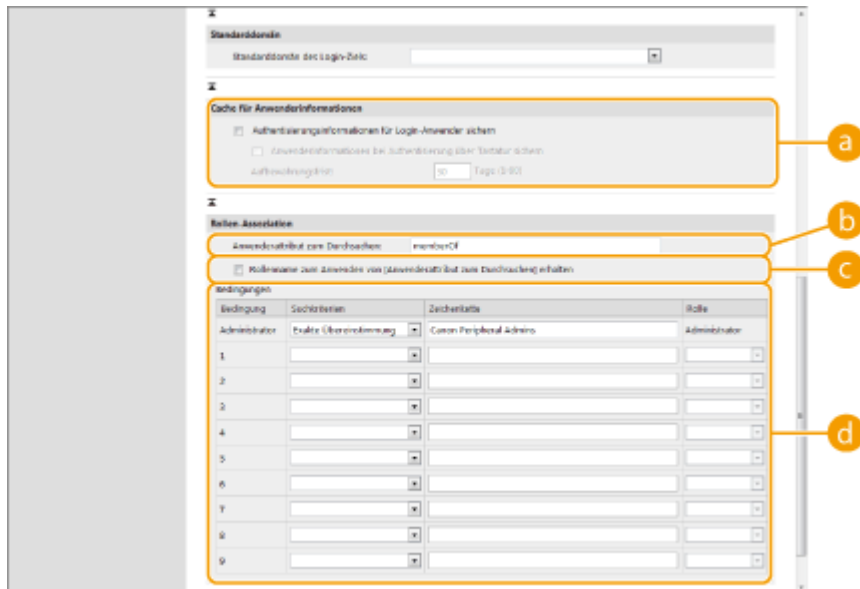 Standarddomäne
Standarddomäne des Login-Ziels:
Cache für Anwenderinformationen
Authentisierungsinformationen für Login-Anwender sichern
Anwenderinformationen bei Authentisierung über Tastatur sichern
Aufbewahrungsfrist: 90 Tage (1-90)
a
Rollen-Assoziation
b
Anwenderattribut zum Durchsuchen: memberOf
c
Rollenname zum Anwenden von [Anwenderattribut zum Durchsuchen] erhalten
Bedingungen
Bedingung Suchkriterien Zeichenkette Rolle
Administrator Exakte Übereinstimmung Canon Peripheral Admins Administrator
1
2
3
4
d
5
6
7
8
9